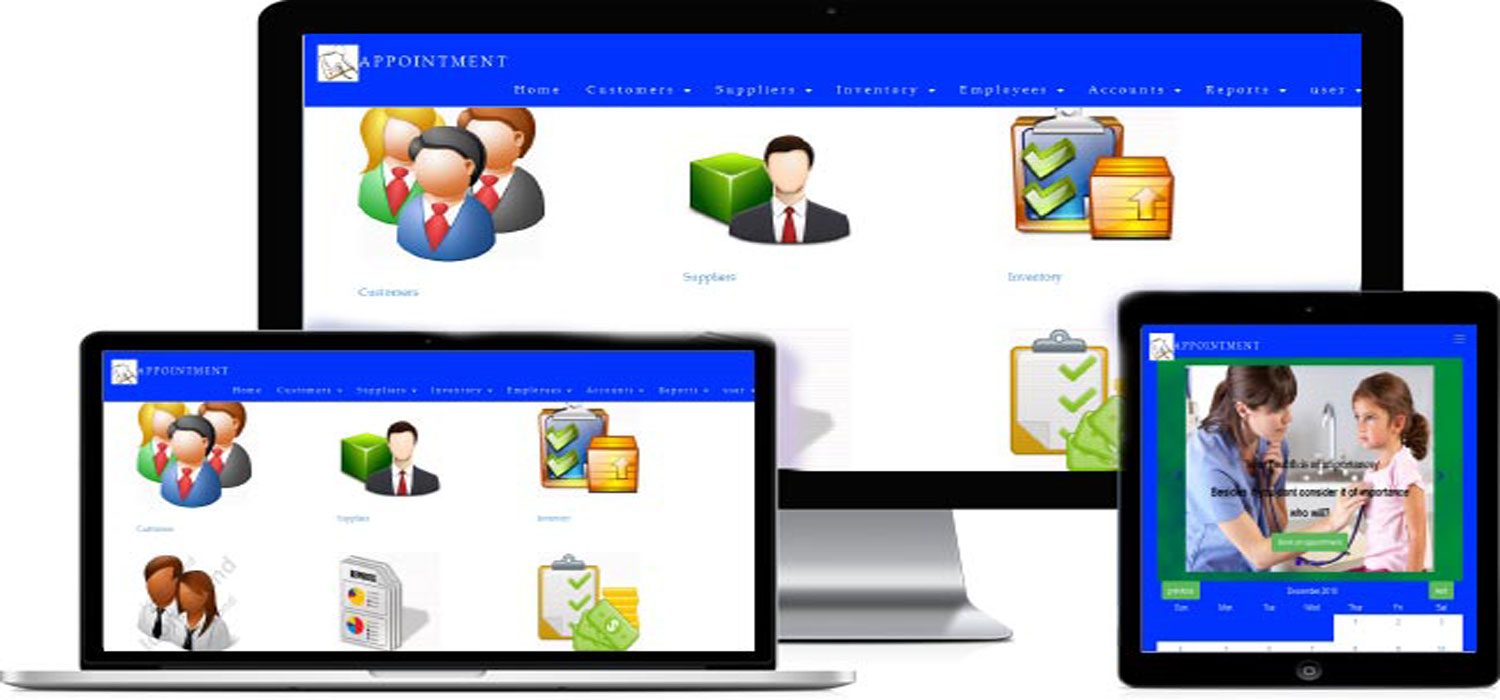 APPOINTMENT
Home Customers Suppliers Inventory Employees Accounts Reports user
Customers
Suppliers
Inventory
APPOINTMENT
Home Customers Suppliers Inventory Employees Accounts Reports user
Customers
Suppliers
Inventory
REPORTS
APPOINTMENT
of importance
Besides if you dont consider it of importance
who will?
Book an appointment
previous December 2018 next
Sun Mon Tue Wed Thu Fri Sat
1 2 3